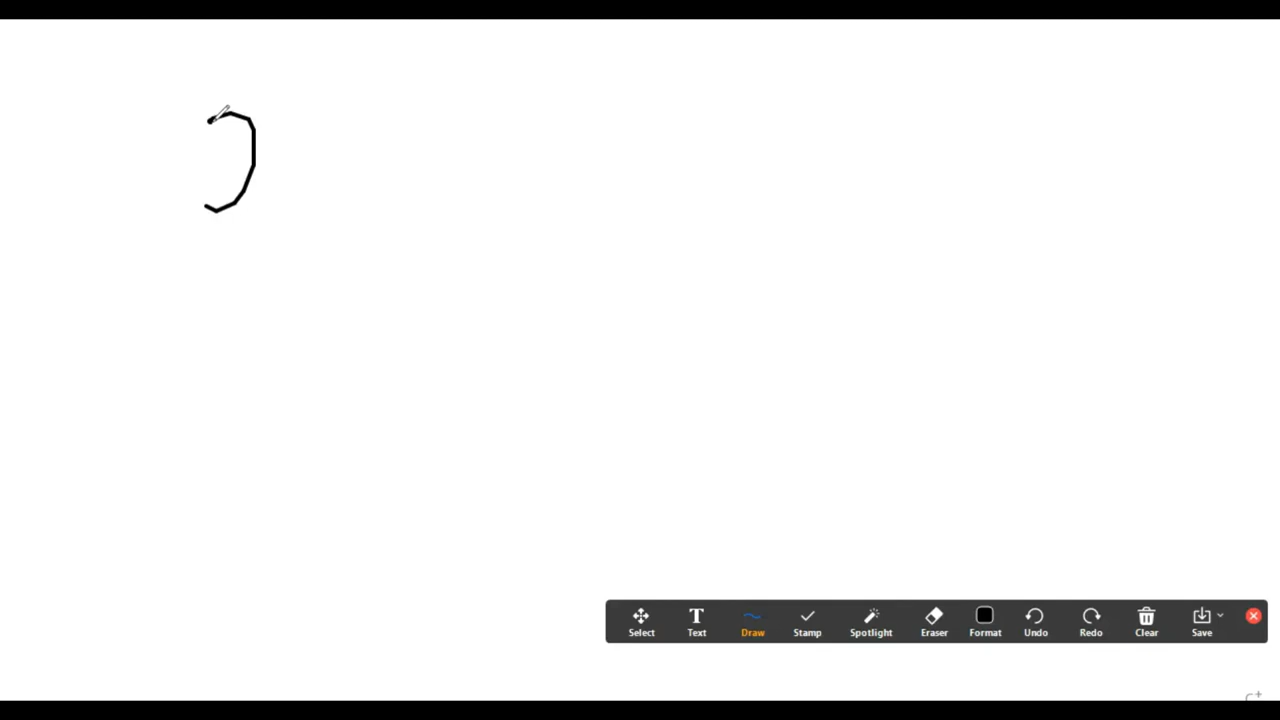 Select
Text
Draw
Stamp
Spotlight
Eraser
Format
Undo
Redo
Clear
Save